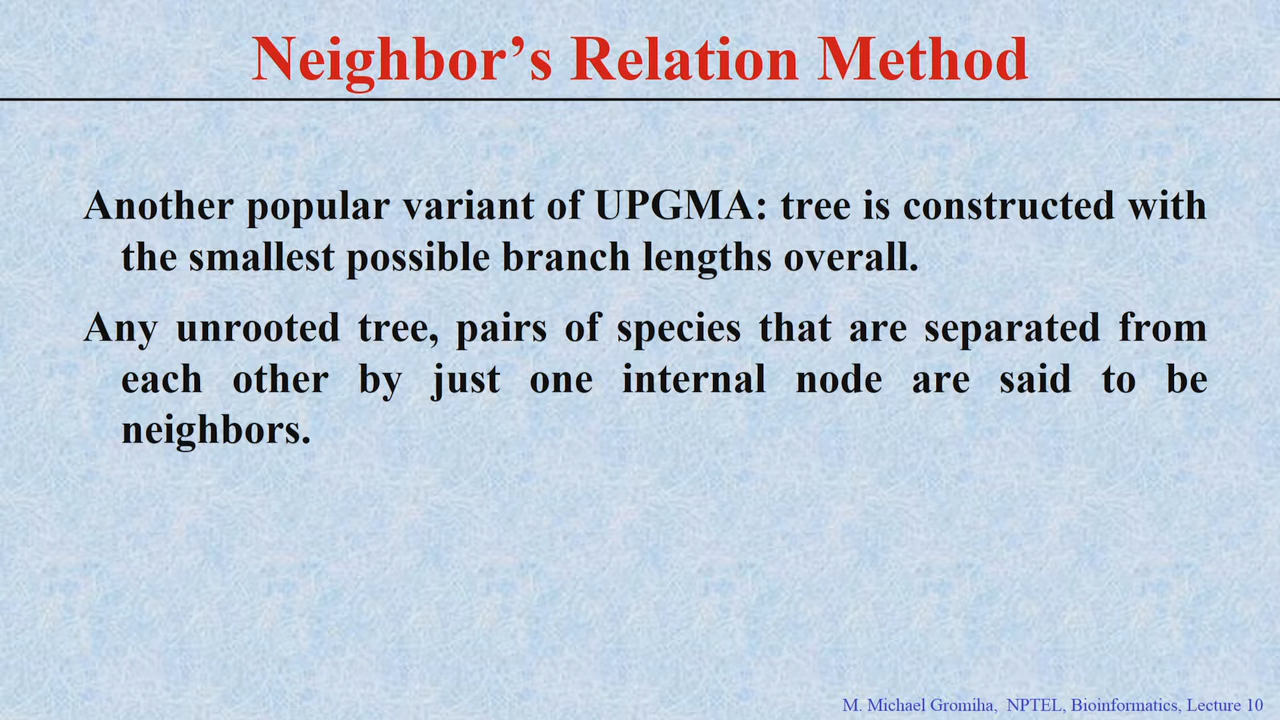 Neighbor’s Relation Method
Another popular variant of UPGMA: tree is constructed with
the smallest possible branch lengths overall.
Any unrooted tree, pairs of species that are separated from
each other by just one internal node are said to be
neighbors.
M. Michael Gromiha, NPTEL, Bioinformatics, Lecture 10